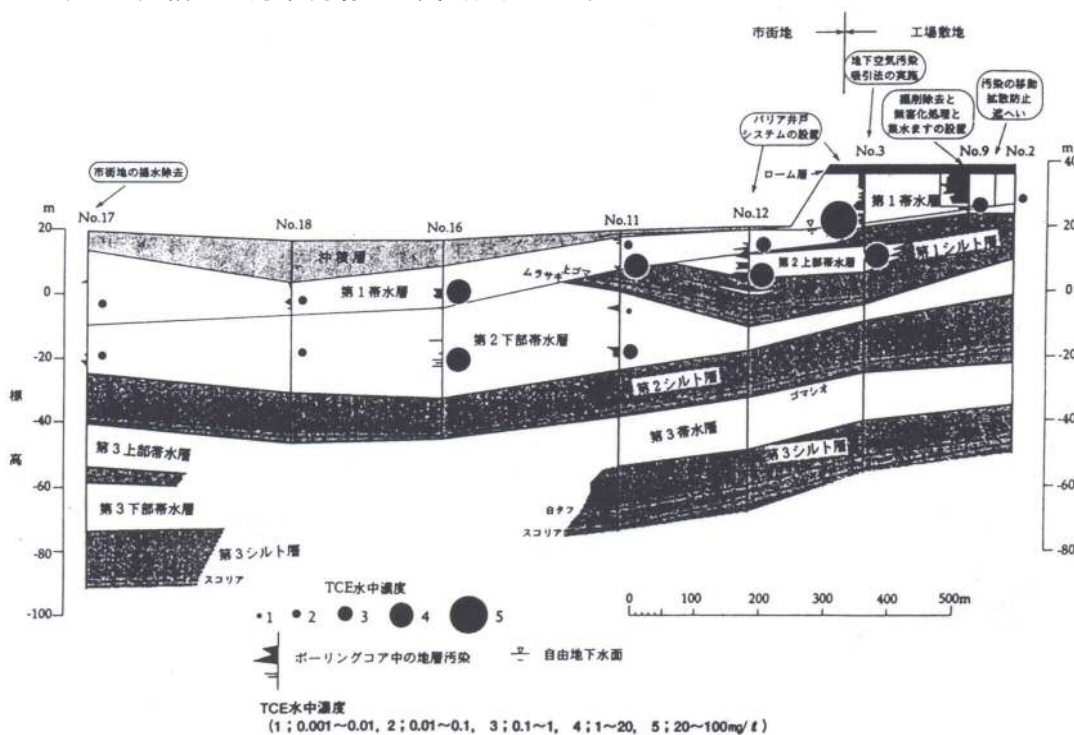 市街地
工場敷地
地下空気汚染
吸引法の実施
汚染の移動
拡散防止
遮へい
掘削除去と
無害化処理と
集水ますの設置
バリア井戸
システムの設置
市街地の揚水除去
No.3
No.9
No.2
m
No.17
No.18
No.16
No.11
No.12
ローム層
m
20
0
-20
-40
-60
-80
-100
標高
40
20
0
-20
-40
-60
-80
沖積層
第1帯水層
第1帯水層
第2上部帯水層
第1シルト層
ムラサキ
上ゴマ
第2下部帯水層
第2シルト層
ゴマシオ
第3上部帯水層
第3帯水層
第3シルト層
第3下部帯水層
白タフ
スコリア
第3シルト層
スコリア
TCE水中濃度
1 2 3 4 5
0 100 200 300 400 500m
ボーリングコア中の地層汚染
自由地下水面
TCE水中濃度
(1；0.001〜0.01, 2；0.01〜0.1, 3；0.1〜1, 4；1〜20, 5；20〜100mg/ℓ)